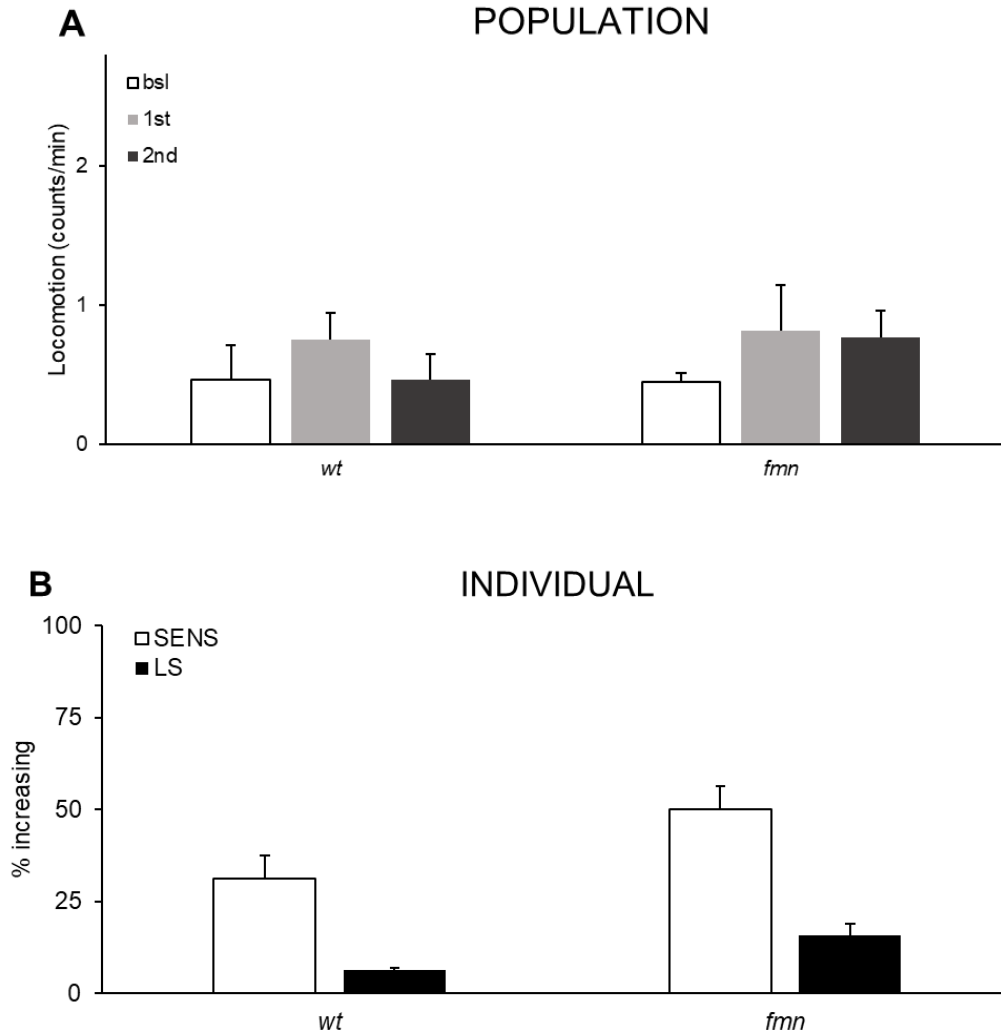 A
POPULATION
bsl
1st
2nd
Locomotion (counts/min)
2
1
0
wt
fmn
B
INDIVIDUAL
SENS
LS
% increasing
100
75
50
25
0
wt
fmn